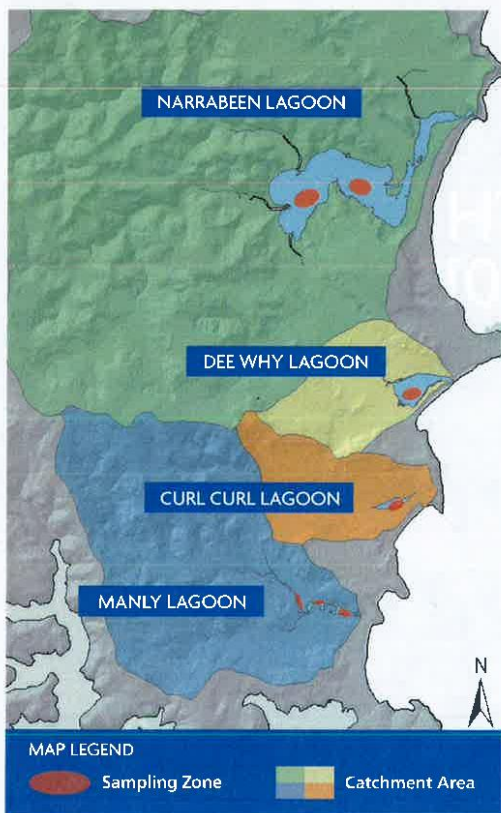 NARRABEEN LAGOON
DEE WHY LAGOON
CURL CURL LAGOON
MANLY LAGOON
N
MAP LEGEND
Sampling Zone
Catchment Area